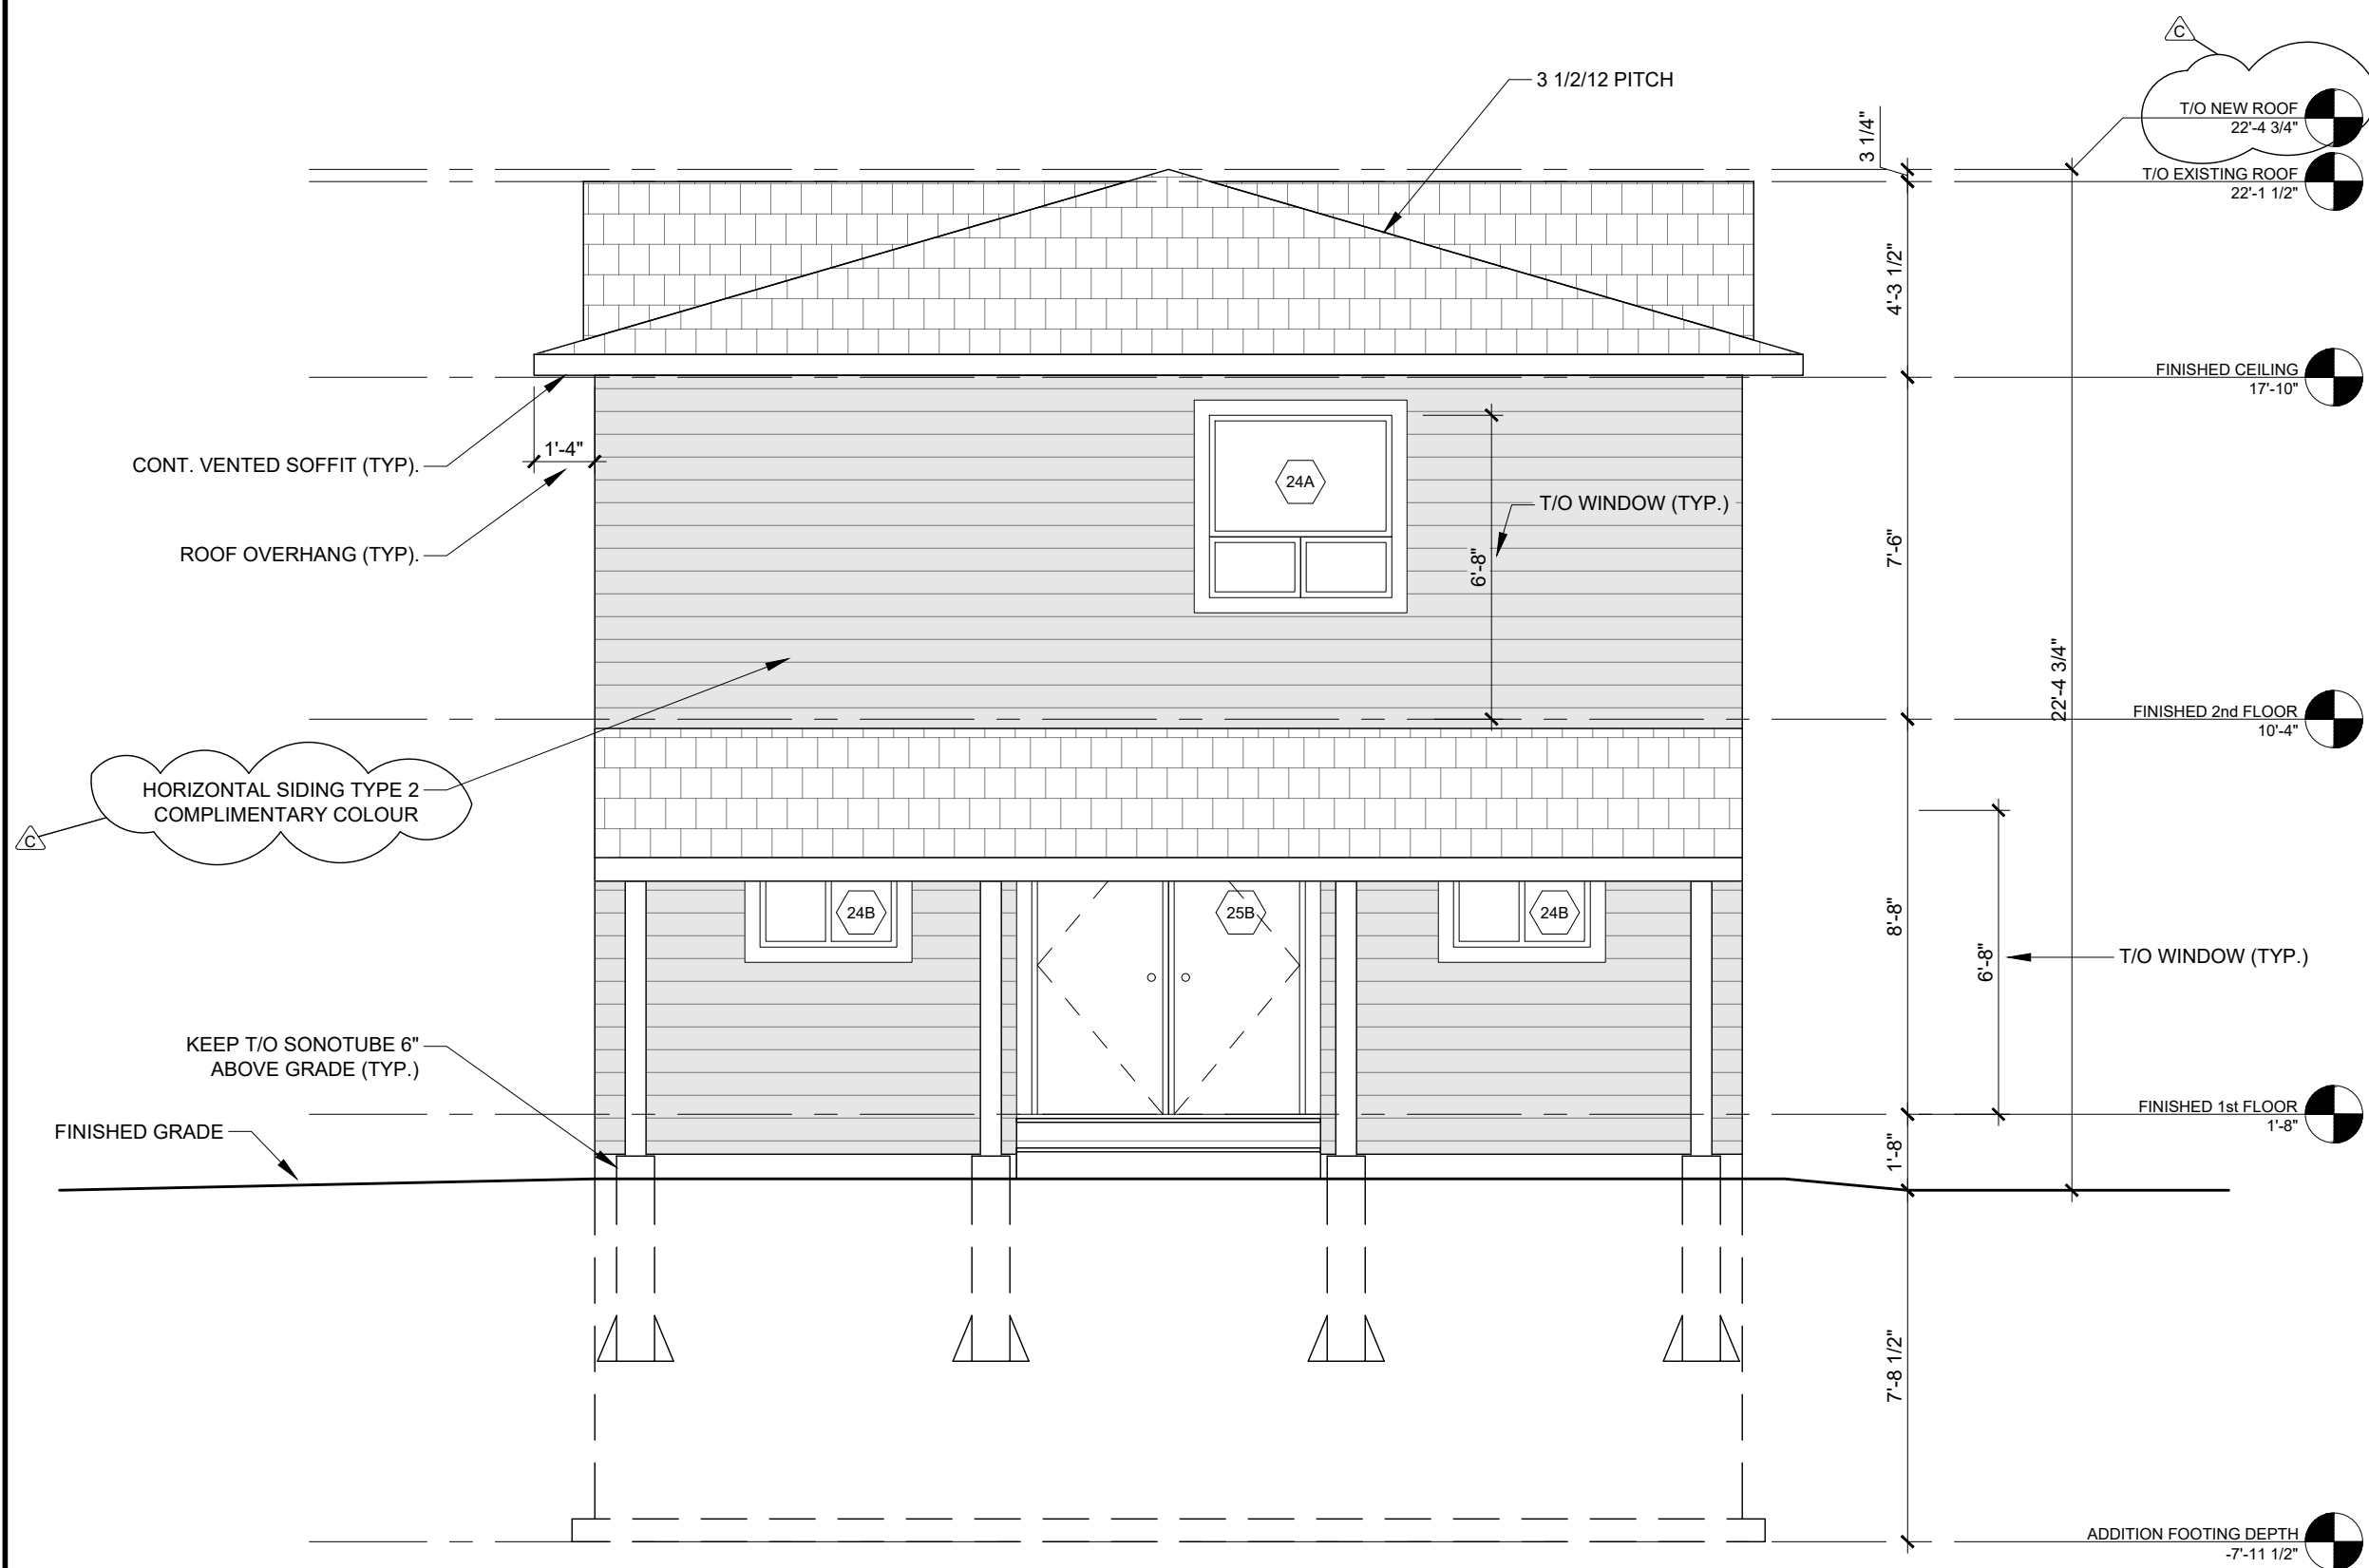 C
3 1/2/12 PITCH
T/O NEW ROOF
22'-4 3/4"
3 1/4"
T/O EXISTING ROOF
22'-1 1/2"
4'-3 1/2"
FINISHED CEILING
17'-10"
1'-4"
CONT. VENTED SOFFIT (TYP).
24A
T/O WINDOW (TYP.)
ROOF OVERHANG (TYP).
6'-8"
7'-6"
22'-4 3/4"
FINISHED 2nd FLOOR
10'-4"
HORIZONTAL SIDING TYPE 2
COMPLIMENTARY COLOUR
C
24B
25B
24B
8'-8"
6'-8"
T/O WINDOW (TYP.)
KEEP T/O SONOTUBE 6"
ABOVE GRADE (TYP.)
FINISHED 1st FLOOR
1'-8"
FINISHED GRADE
1'-8"
7'-8 1/2"
ADDITION FOOTING DEPTH
-7'-11 1/2"